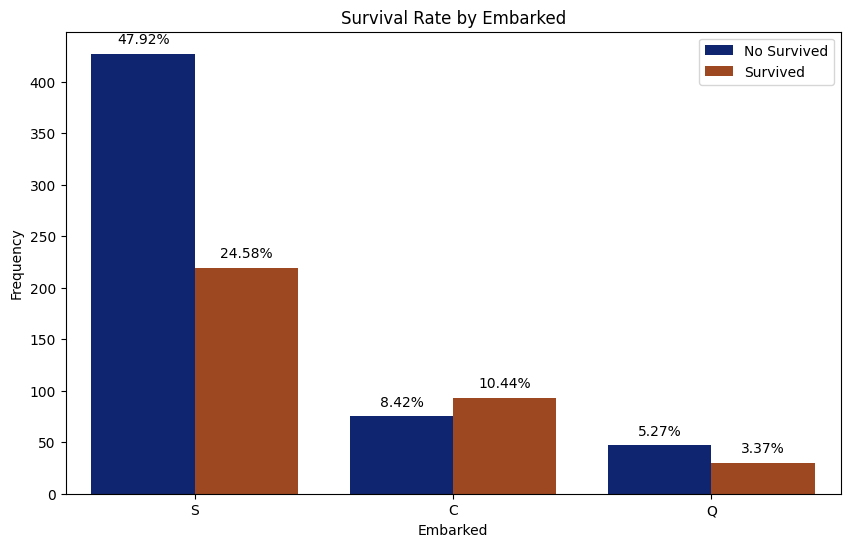 Survival Rate by Embarked
47.92%
No Survived
Survived
400
350
300
250
200
150
100
50
0
24.58%
8.42%
10.44%
5.27%
3.37%
Frequency
S
C
Q
Embarked